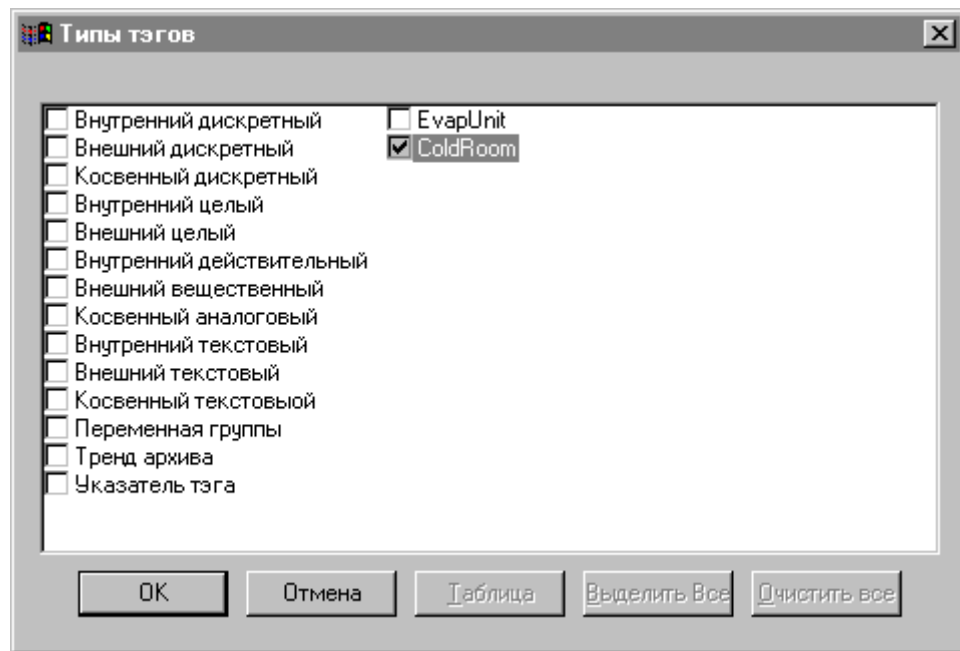 Типы тэгов
Внутренний дискретный
Внешний дискретный
Косвенный дискретный
Внутренний целый
Внешний целый
Внутренний действительный
Внешний вещественный
Косвенный аналоговый
Внутренний текстовый
Внешний текстовый
Косвенный текстовыой
Переменная группы
Тренд архива
Указатель тэга
EvapUnit
ColdRoom
OK
Отмена
Таблица
Выделить Все
Очистить все